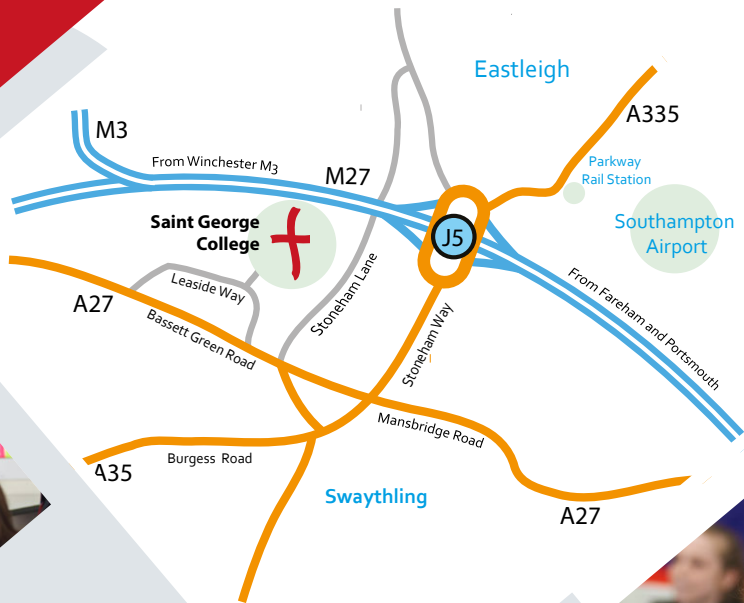 Eastleigh
A335
M3
From Winchester M3
M27
Parkway
Rail Station
Saint George
College
J5
Southampton
Airport
Leaside Way
Stoneham Lane
From Fareham and Portsmouth
A27
Bassett Green Road
Stoneham Way
Mansbridge Road
A35
Burgess Road
Swaythling
A27